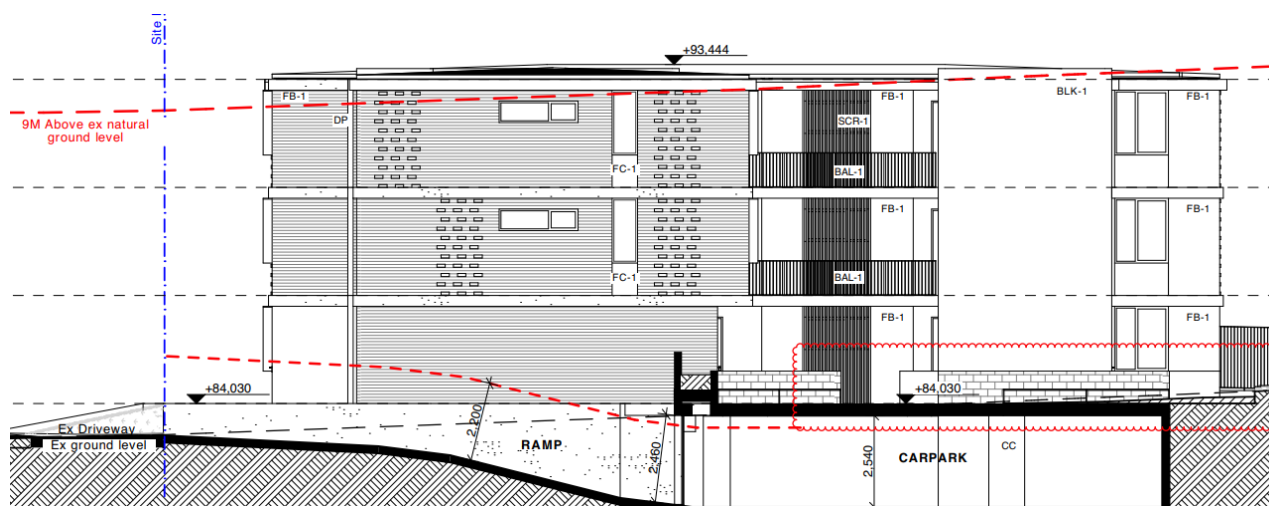 Site
+93,444
FB-1
FB-1
BLK-1
FB-1
9M Above ex natural
ground level
DP
SCR-1
FC-1
BAL-1
FB-1
FB-1
FC-1
BAL-1
FB-1
FB-1
+84,030
+84,030
2,200
Ex Driveway
Ex ground level
RAMP
2,460
2,540
CARPARK
CC